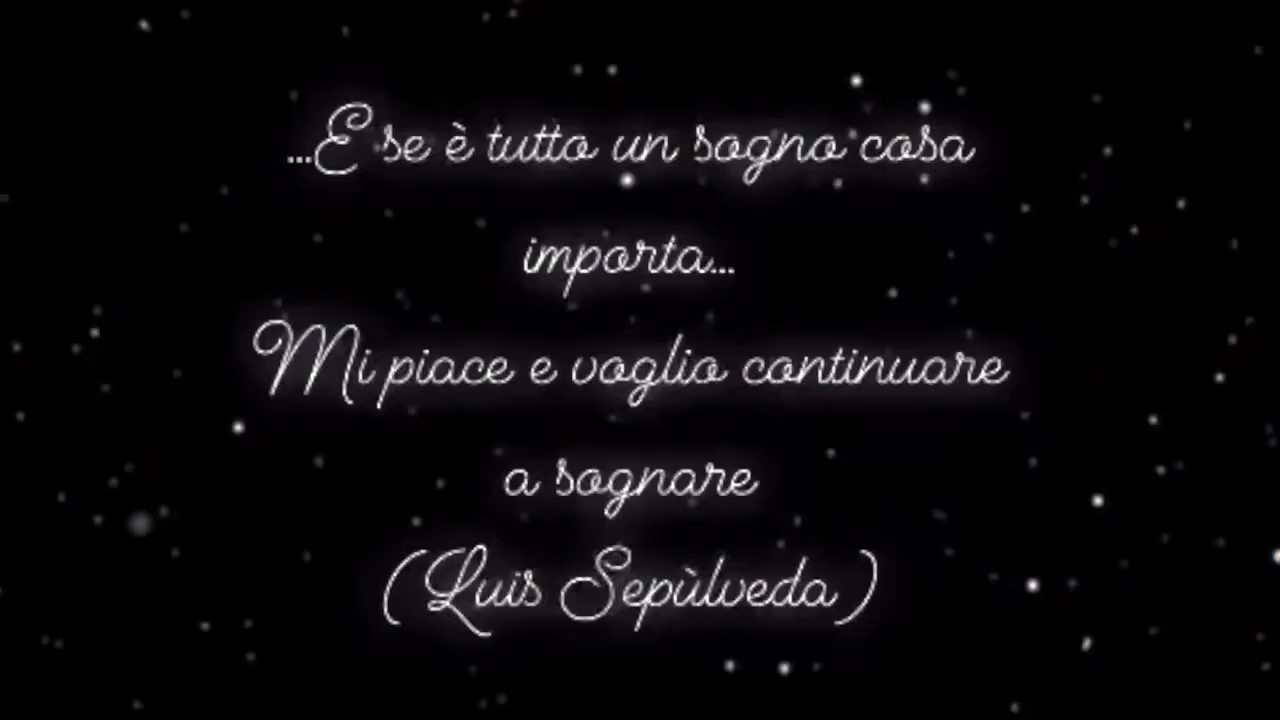 ...E se è tutto un sogno cosa
importa...
Mi piace e voglio continuare
a sognare
(Luis Sepùlveda)